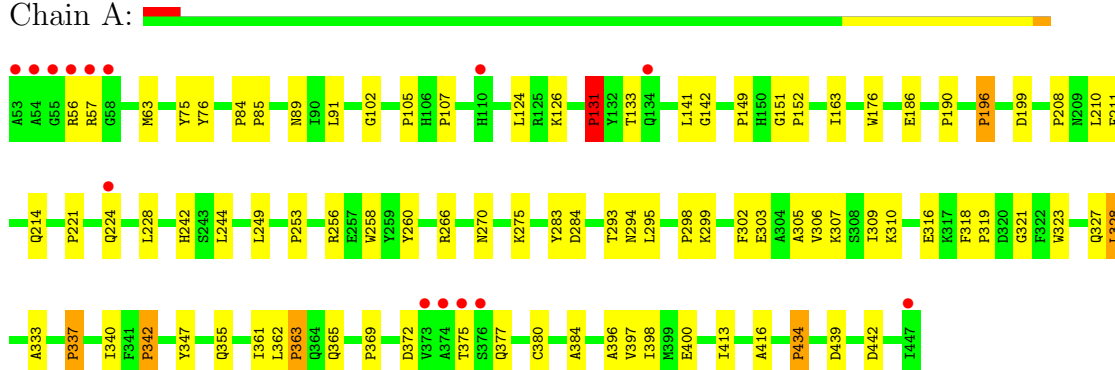 Chain A:
A53 A54 G55 R56 R57 G58 M63 Y75 Y76 P84 P85 N89 I90 L91 G102 P105 H106 P107 H110 L124 R125 K126 P131 Y132 T133 Q134 L141 G142 P149 H150 G151 P152 I163 W176 E186 P190 P196 D199 P208 N209 L210
Q214 P221 Q224 L228 H242 S243 L244 L249 P253 R256 E257 W258 Y259 Y260 R266 N270 K275 Y283 D284 T293 N294 L295 P298 K299 F302 E303 A304 A305 V306 K307 S308 I309 K310 E316 K317 F318 P319 D320 G321 F322 W323 Q327 L328
A333 P337 I340 F341 P342 Y347 Q355 I361 L362 P363 Q364 Q365 P369 D372 V373 A374 T375 S376 Q377 C380 A384 A396 V397 I398 M399 E400 I413 A416 P434 D439 D442 I447